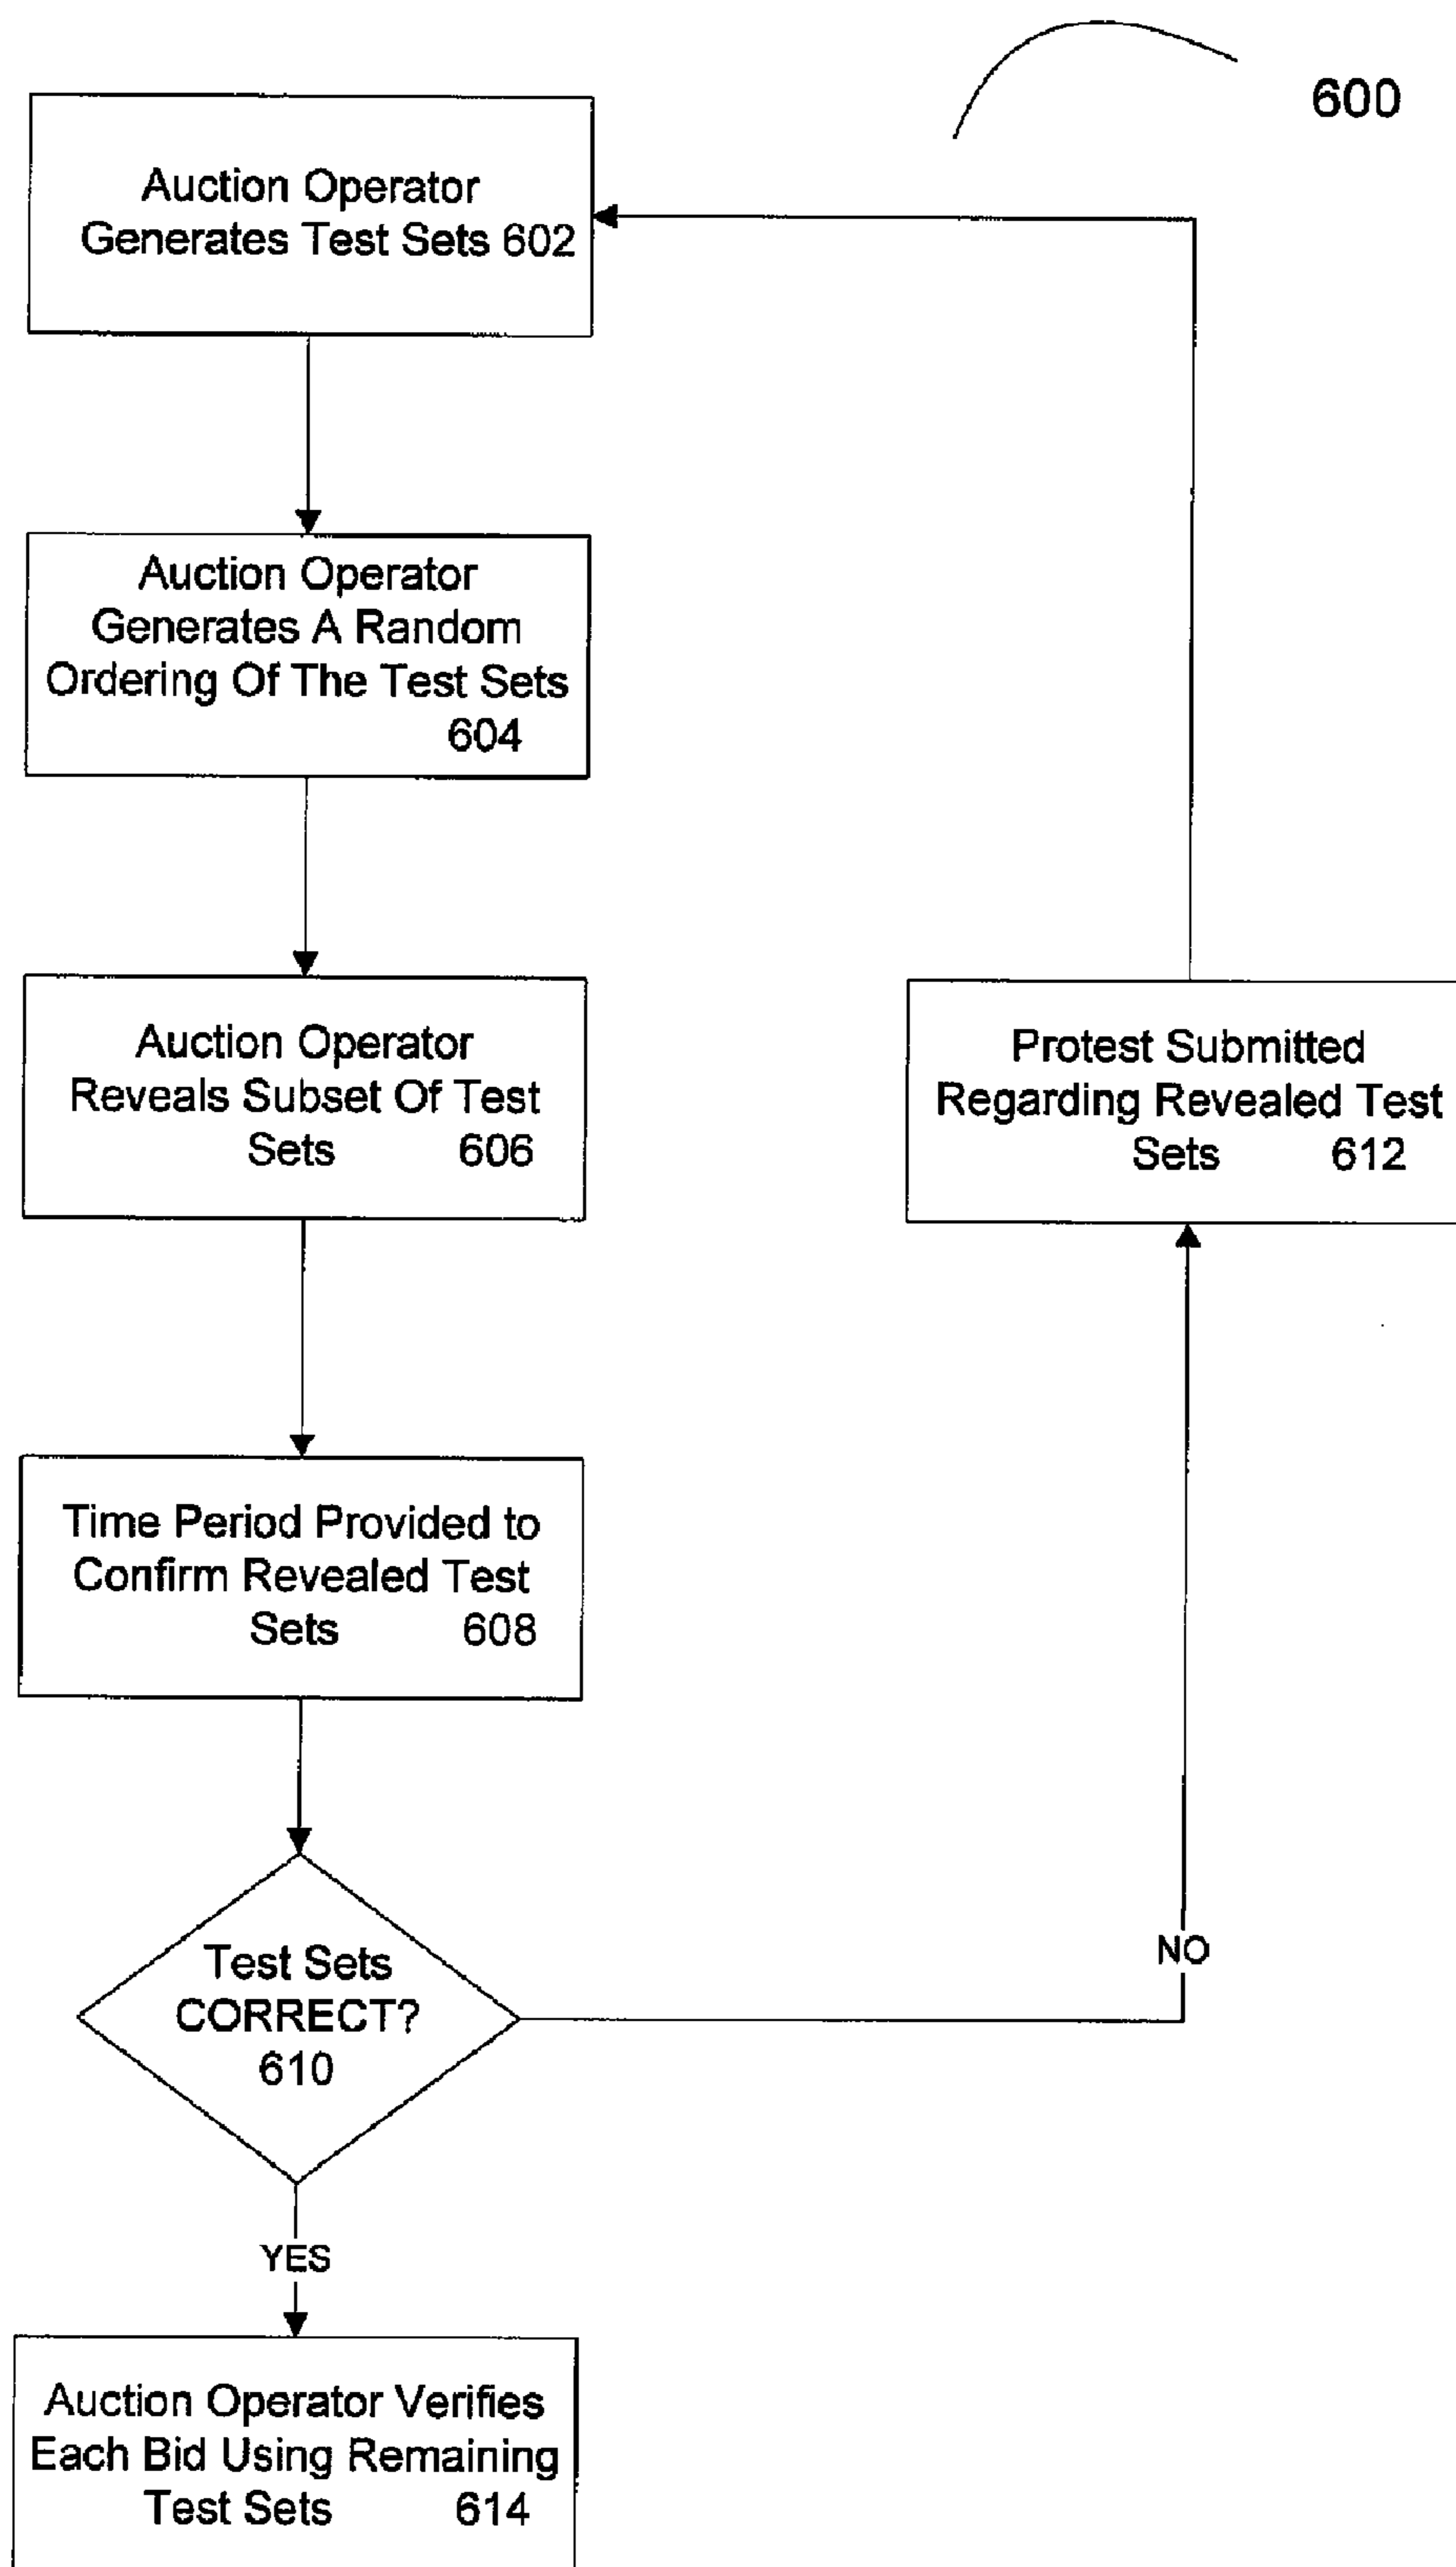 600
Auction Operator
Generates Test Sets 602
Auction Operator
Generates A Random
Ordering Of The Test Sets
604
Auction Operator
Reveals Subset Of Test
Sets 606
Protest Submitted
Regarding Revealed Test
Sets 612
Time Period Provided to
Confirm Revealed Test
Sets 608
Test Sets
CORRECT?
610
NO
YES
Auction Operator Verifies
Each Bid Using Remaining
Test Sets 614